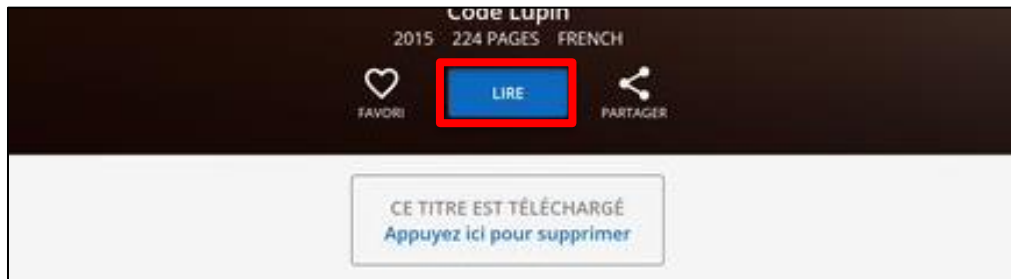 Code Lupin
2015 224 PAGES FRENCH
LIRE
FAVORI
PARTAGER
CE TITRE EST TÉLÉCHARGÉ
Appuyez ici pour supprimer